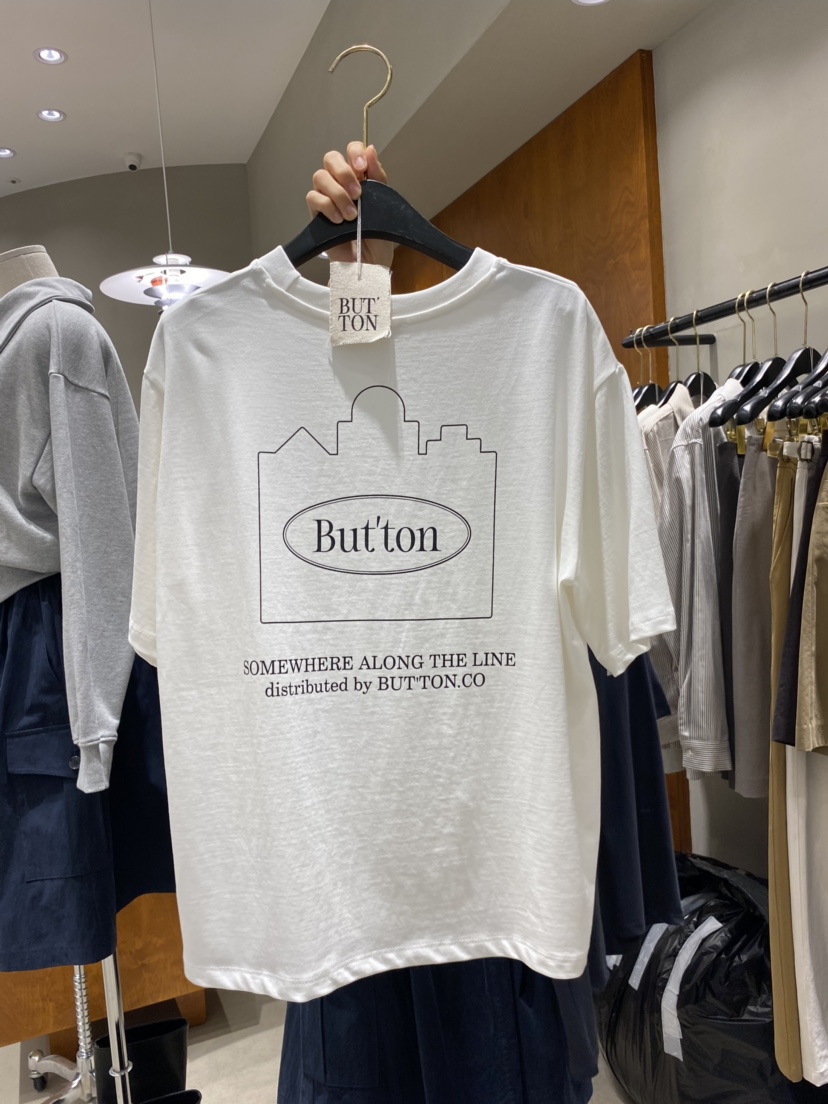 BUT'
TON
But'ton
SOMEWHERE ALONG THE LINE
distributed by BUT'TON.CO